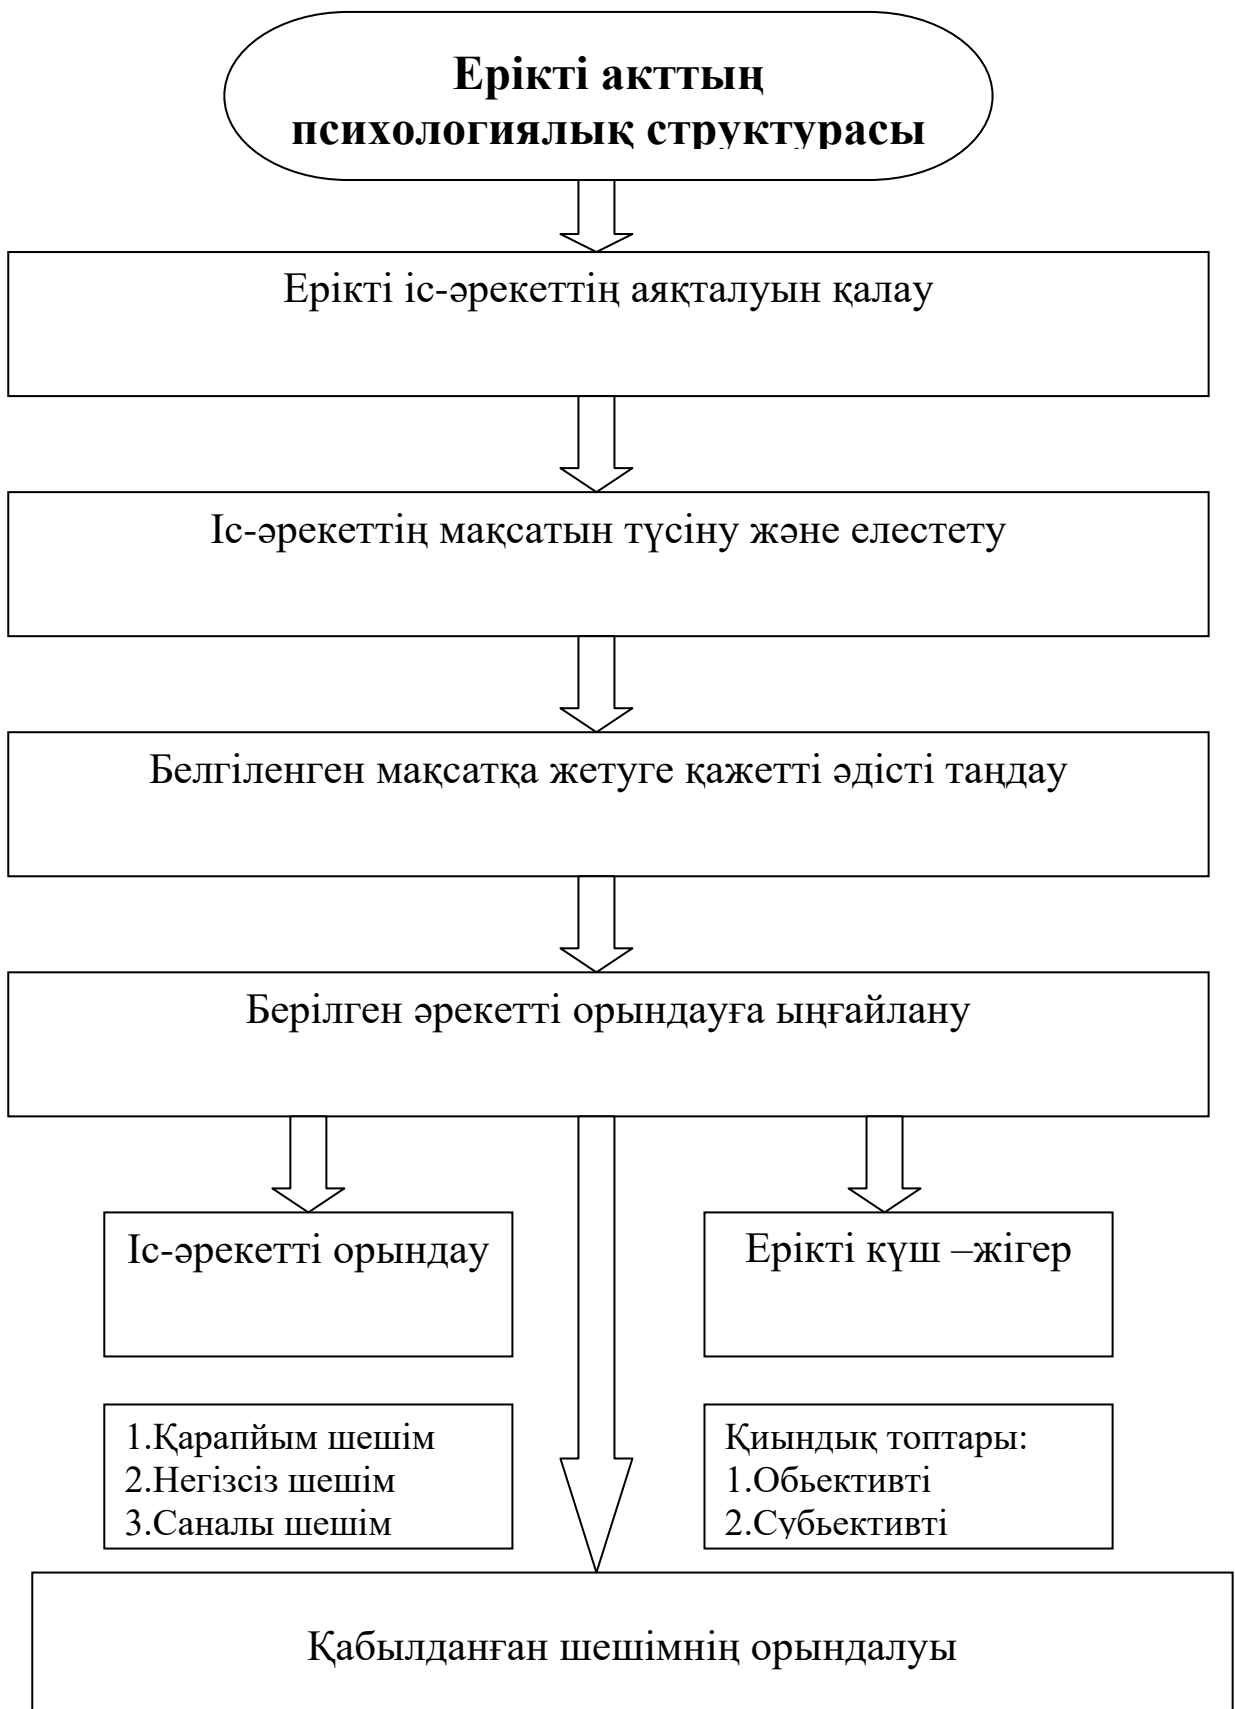 Ерікті акттың
психологиялық структурасы
Ерікті іс-әрекеттің аяқталуын қалау
Іс-әрекеттің мақсатын түсіну және елестету
Белгіленген мақсатқа жетуге қажетті әдісті таңдау
Берілген әрекетті орындауға ыңғайлану
Іс-әрекетті орындау
Ерікті күш –жігер
1.Қарапйым шешім
2.Негізсіз шешім
3.Саналы шешім
Қиындық топтары:
1.Обьективті
2.Субьективті
Қабылданған шешімнің орындалуы